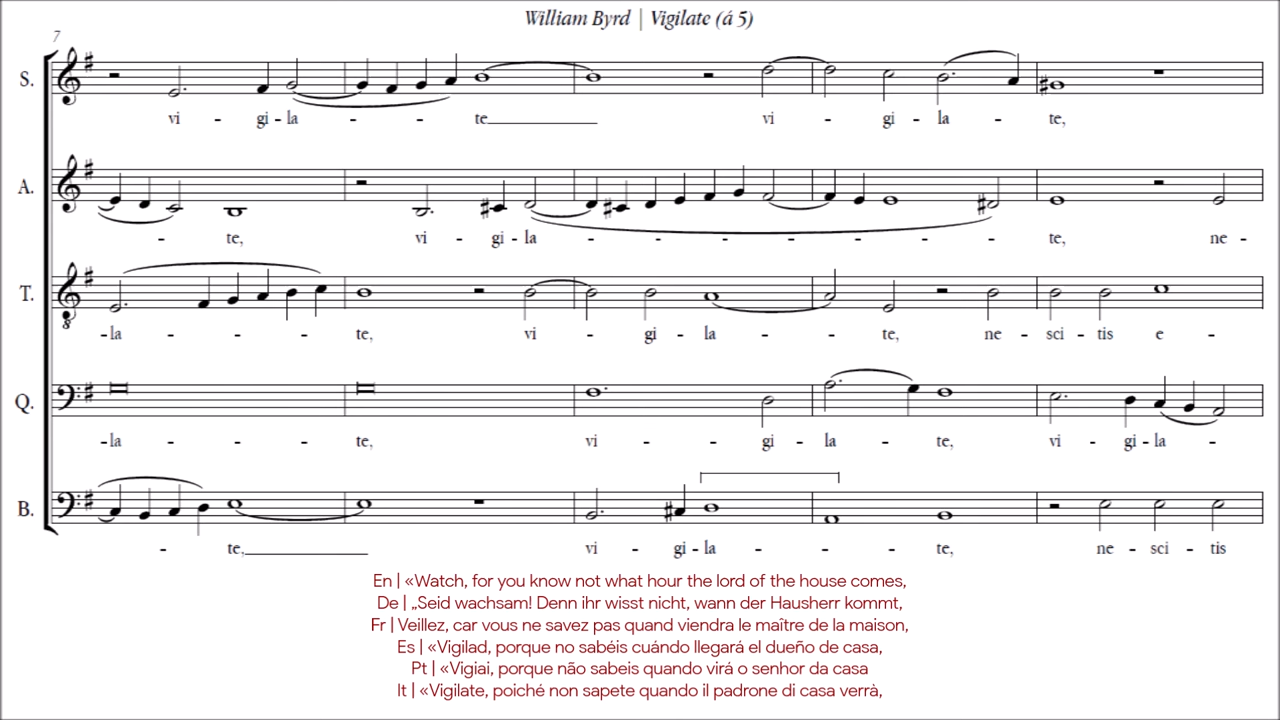 William Byrd | Vigilate (á 5)
7
S. vi - gi - la - - te vi - gi - la - te,
A. - te, vi - gi - la - - - - - - - te, ne -
T. -la - - - te, vi - gi - la - te, ne - sci - tis e -
8
Q. -la - - - te, vi - gi - la - te, vi - gi - la -
B. - te, vi - gi - la - - te, ne - sci - tis
En | «Watch, for you know not what hour the lord of the house comes,
De | „Seid wachsam! Denn ihr wisst nicht, wann der Hausherr kommt,
Fr | Veillez, car vous ne savez pas quand viendra le maître de la maison,
Es | «Vigilad, porque no sabéis cuándo llegará el dueño de casa,
Pt | «Vigiai, porque não sabeis quando virá o senhor da casa
It | «Vigilate, poiché non sapete quando il padrone di casa verrà,